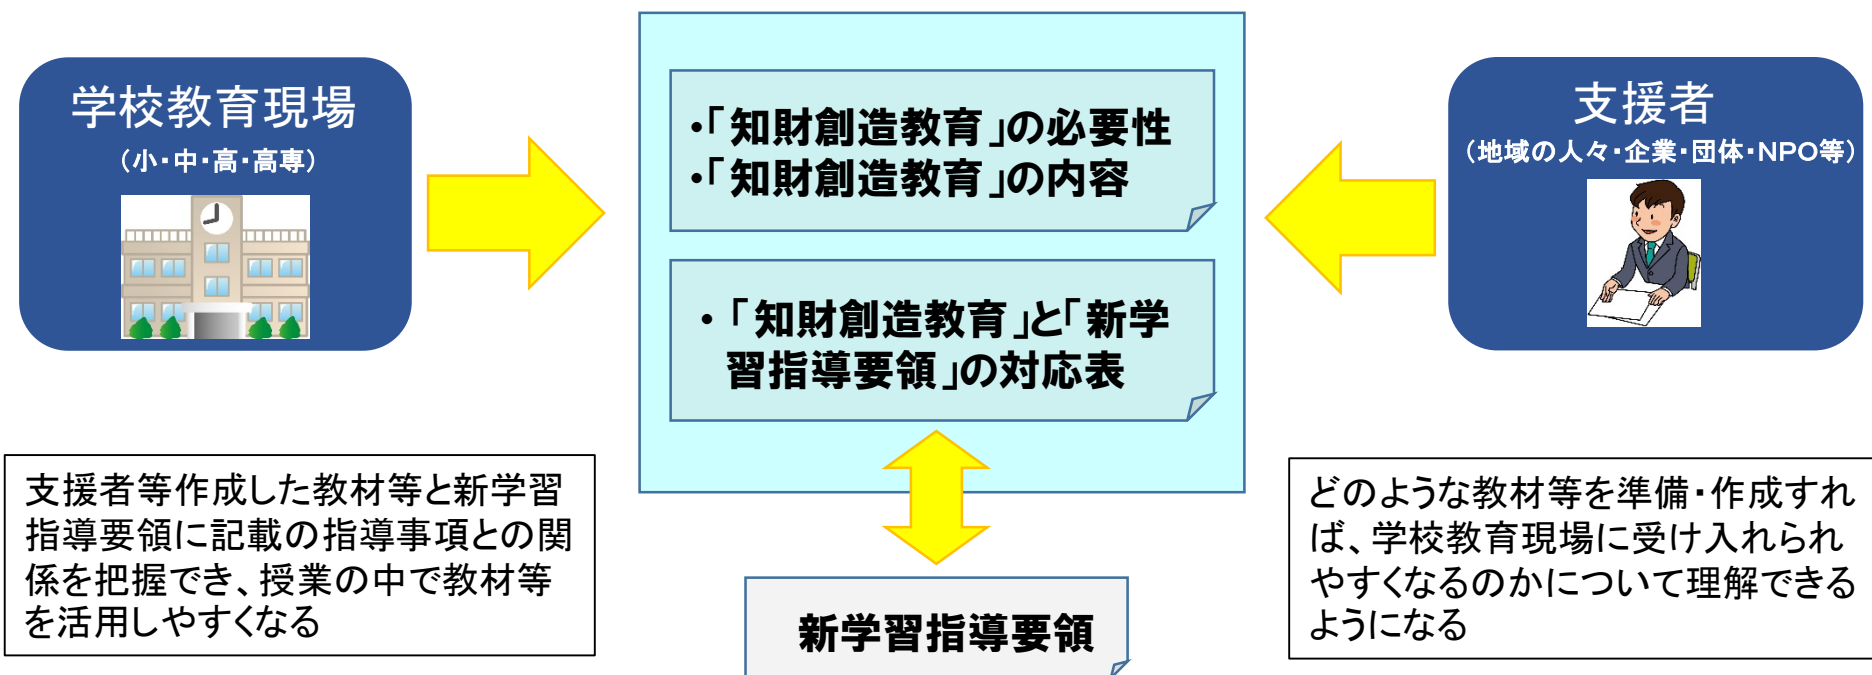 学校教育現場
（小・中・高・高専）
・「知財創造教育」の必要性
・「知財創造教育」の内容
・「知財創造教育」と「新学
習指導要領」の対応表
支援者
（地域の人々・企業・団体・NPO等）
支援者等作成した教材等と新学習
指導要領に記載の指導事項との関
係を把握でき、授業の中で教材等
を活用しやすくなる
新学習指導要領
どのような教材等を準備・作成すれ
ば、学校教育現場に受け入れられ
やすくなるのかについて理解できる
ようになる